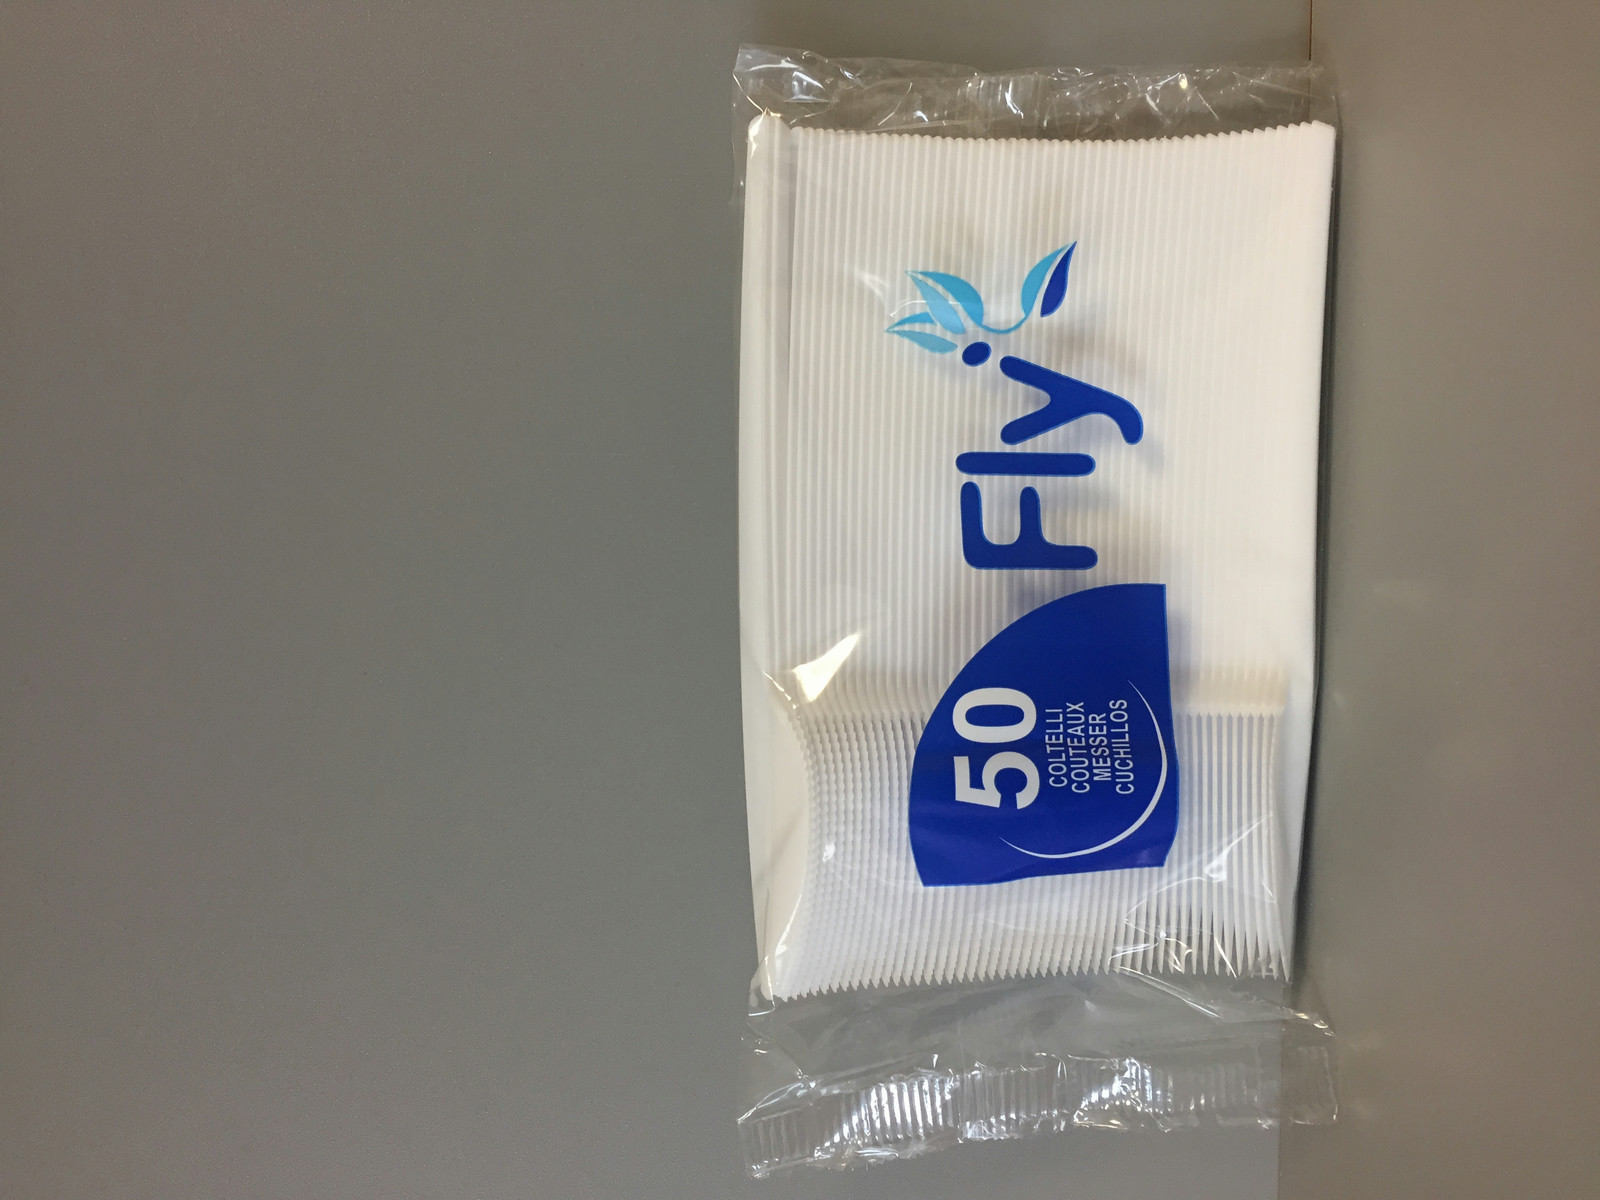 50
COLTELLI
COUTEAUX
MESSER
CUCHILLOS
Fly